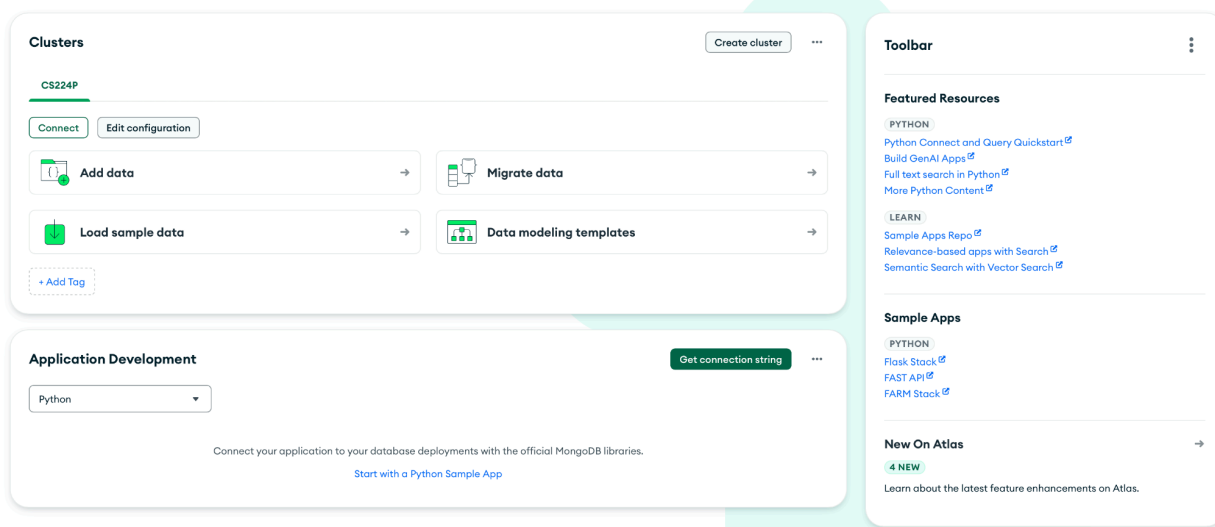 Clusters
Create cluster
CS224P
Connect
Edit configuration
Add data
Migrate data
Load sample data
Data modeling templates
+ Add Tag
Application Development
Get connection string
Python
Connect your application to your database deployments with the official MongoDB libraries.
Start with a Python Sample App
Toolbar
Featured Resources
PYTHON
Python Connect and Query Quickstart
Build GenAI Apps
Full text search in Python
More Python Content
LEARN
Sample Apps Repo
Relevance-based apps with Search
Semantic Search with Vector Search
Sample Apps
PYTHON
Flask Stack
FAST API
FARM Stack
New On Atlas
4 NEW
Learn about the latest feature enhancements on Atlas.